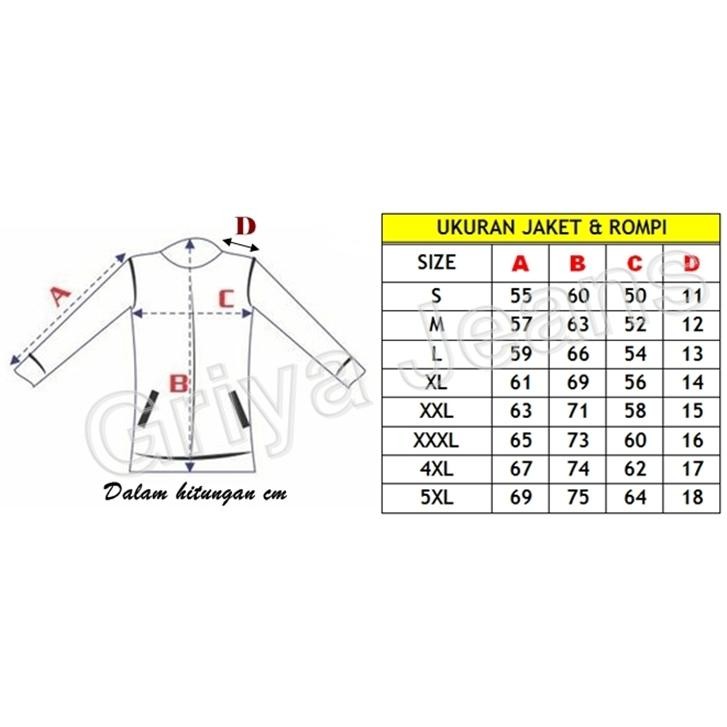 D
A
C
B
Dalam hitungan cm
UKURAN JAKET & ROMPI
SIZE A B C D
S 55 60 50 11
M 57 63 52 12
L 59 66 54 13
XL 61 69 56 14
XXL 63 71 58 15
XXXL 65 73 60 16
4XL 67 74 62 17
5XL 69 75 64 18
Griya Jeans